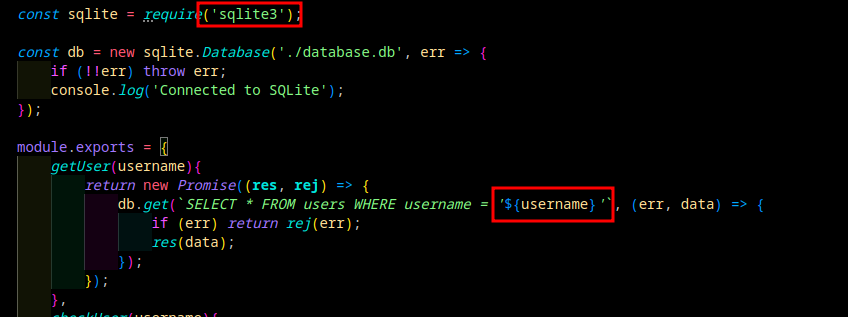 const sqlite = require('sqlite3');
const db = new sqlite.Database('./database.db', err => {
if (!!err) throw err;
console.log('Connected to SQLite');
});
module.exports = {
getUser(username){
return new Promise((res, rej) => {
db.get(`SELECT * FROM users WHERE username = '${username}'`, (err, data) => {
if (err) return rej(err);
res(data);
});
});
},
checkUser(username){